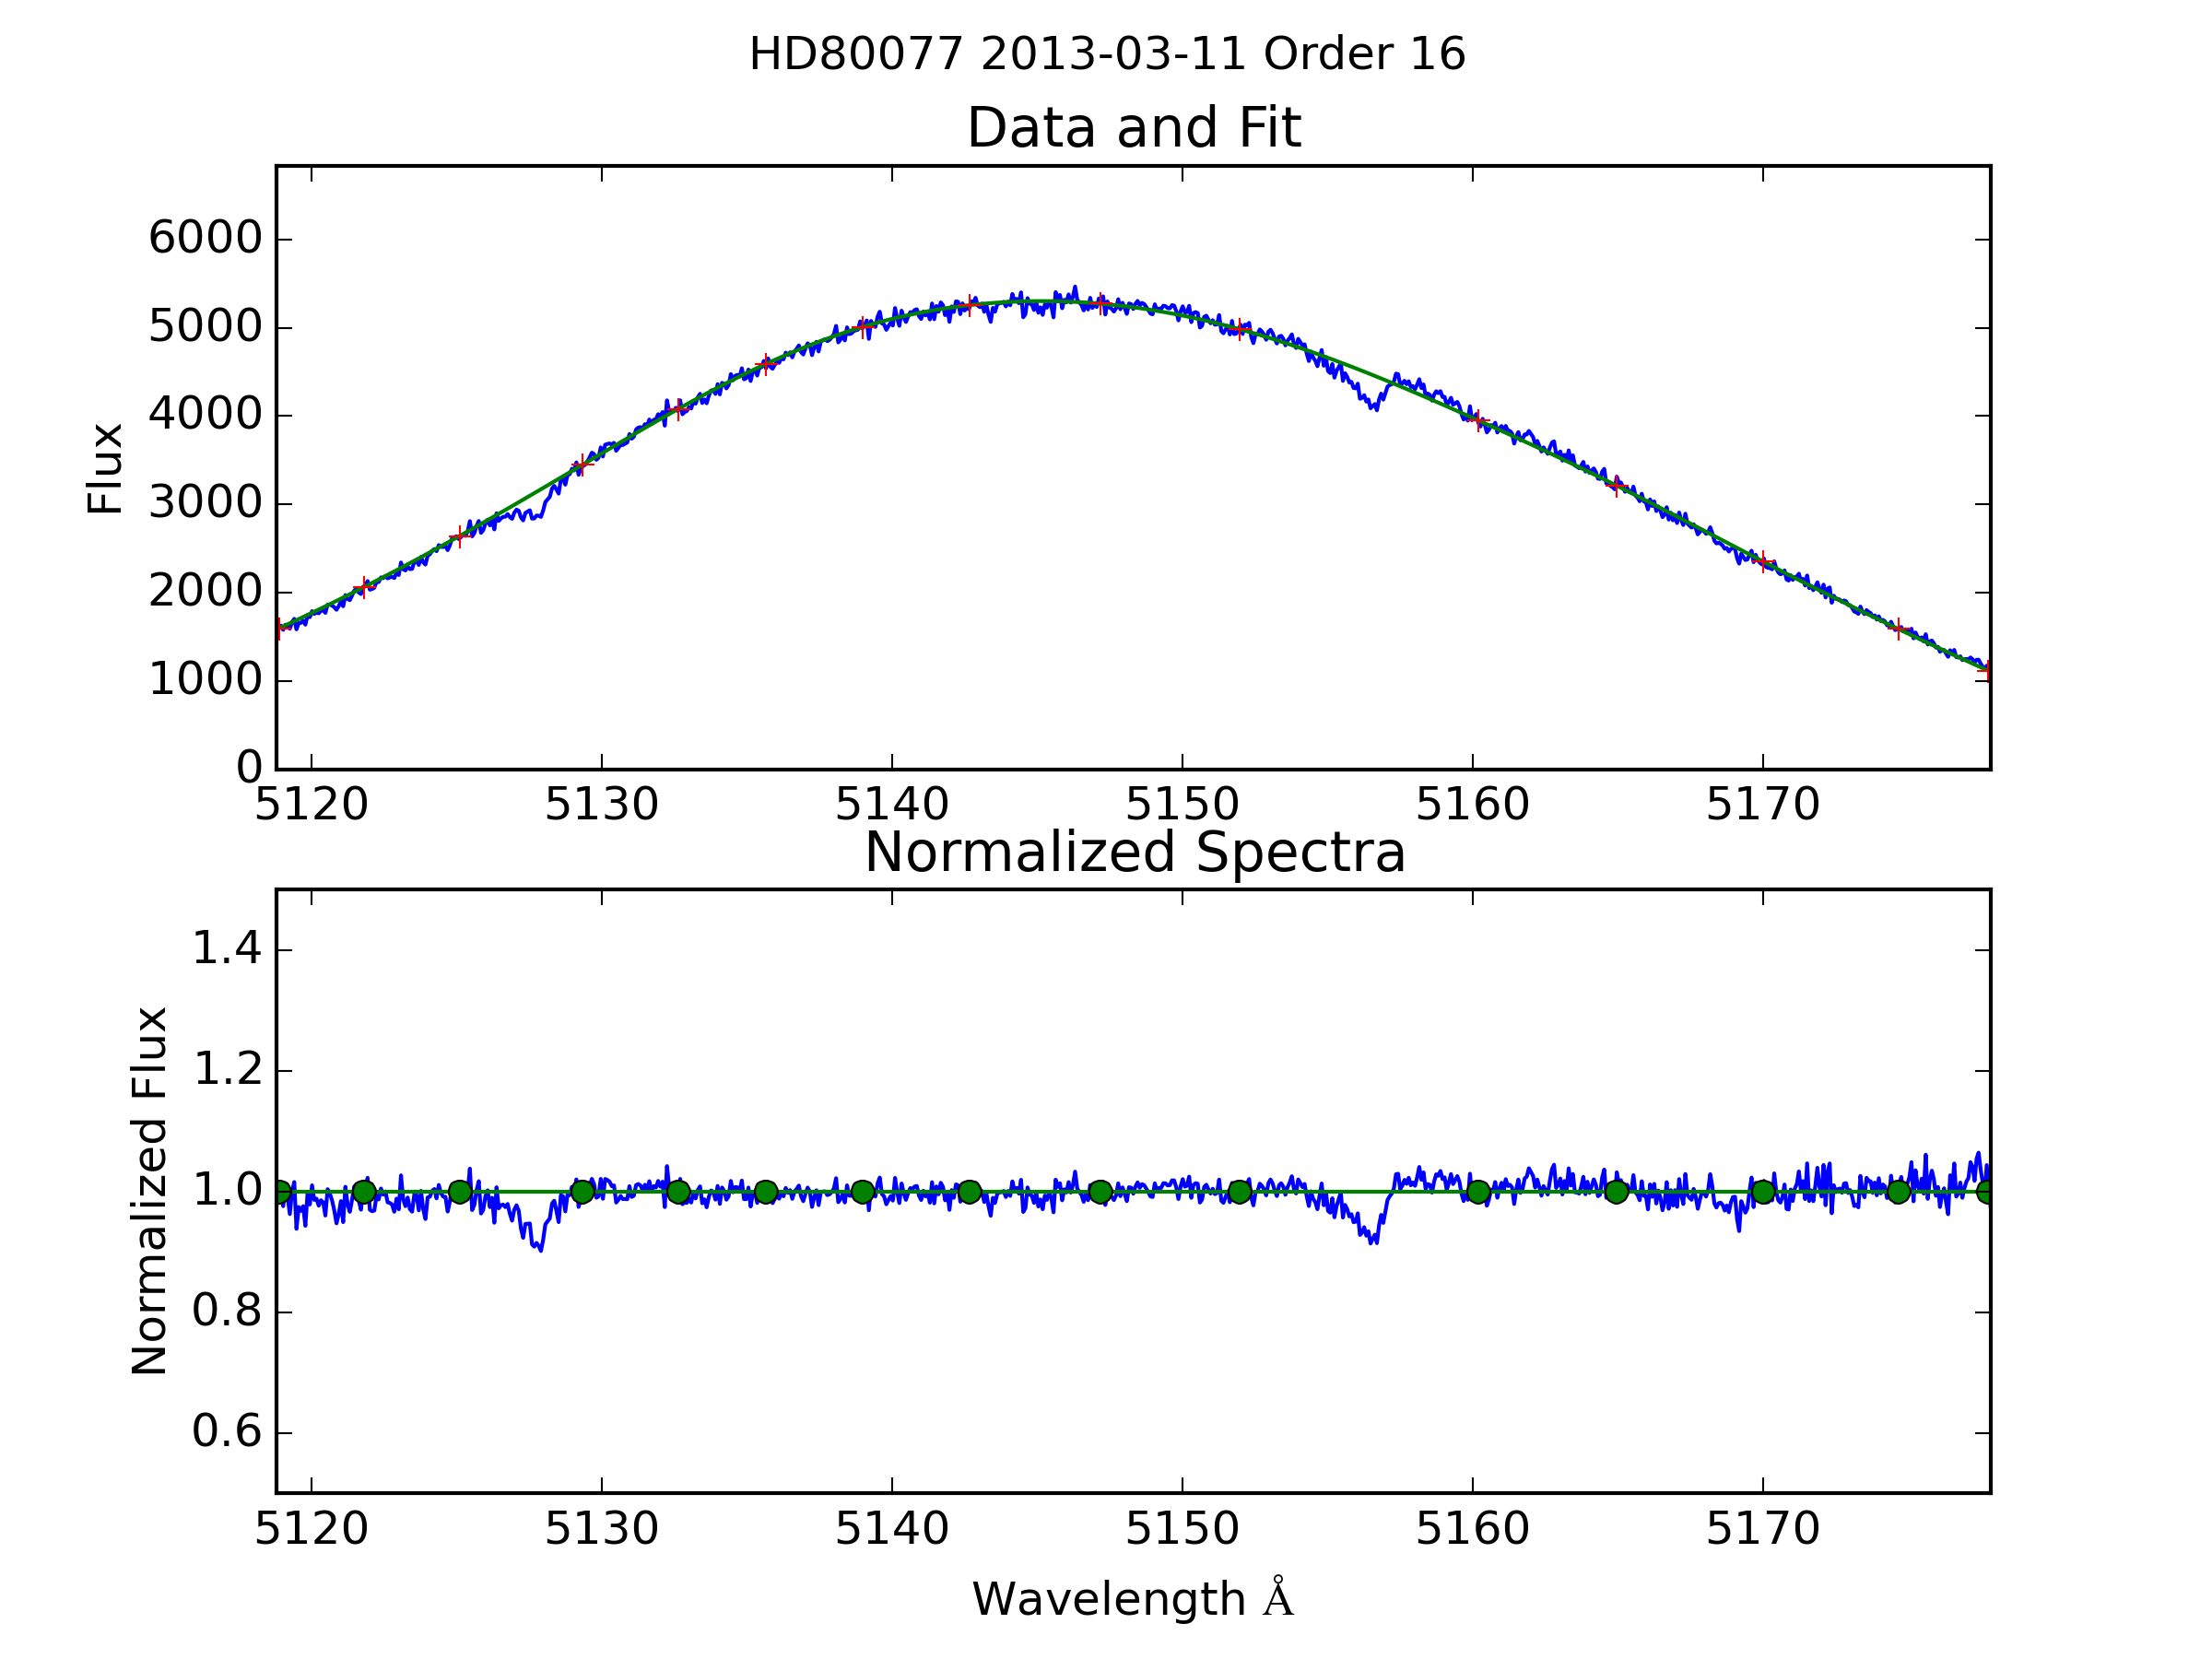 HD80077 2013-03-11 Order 16
Data and Fit
Flux
6000
5000
4000
3000
2000
1000
0
5120 5130 5140 5150 5160 5170
Normalized Spectra
Normalized Flux
1.4
1.2
1.0
0.8
0.6
5120 5130 5140 5150 5160 5170
Wavelength Å